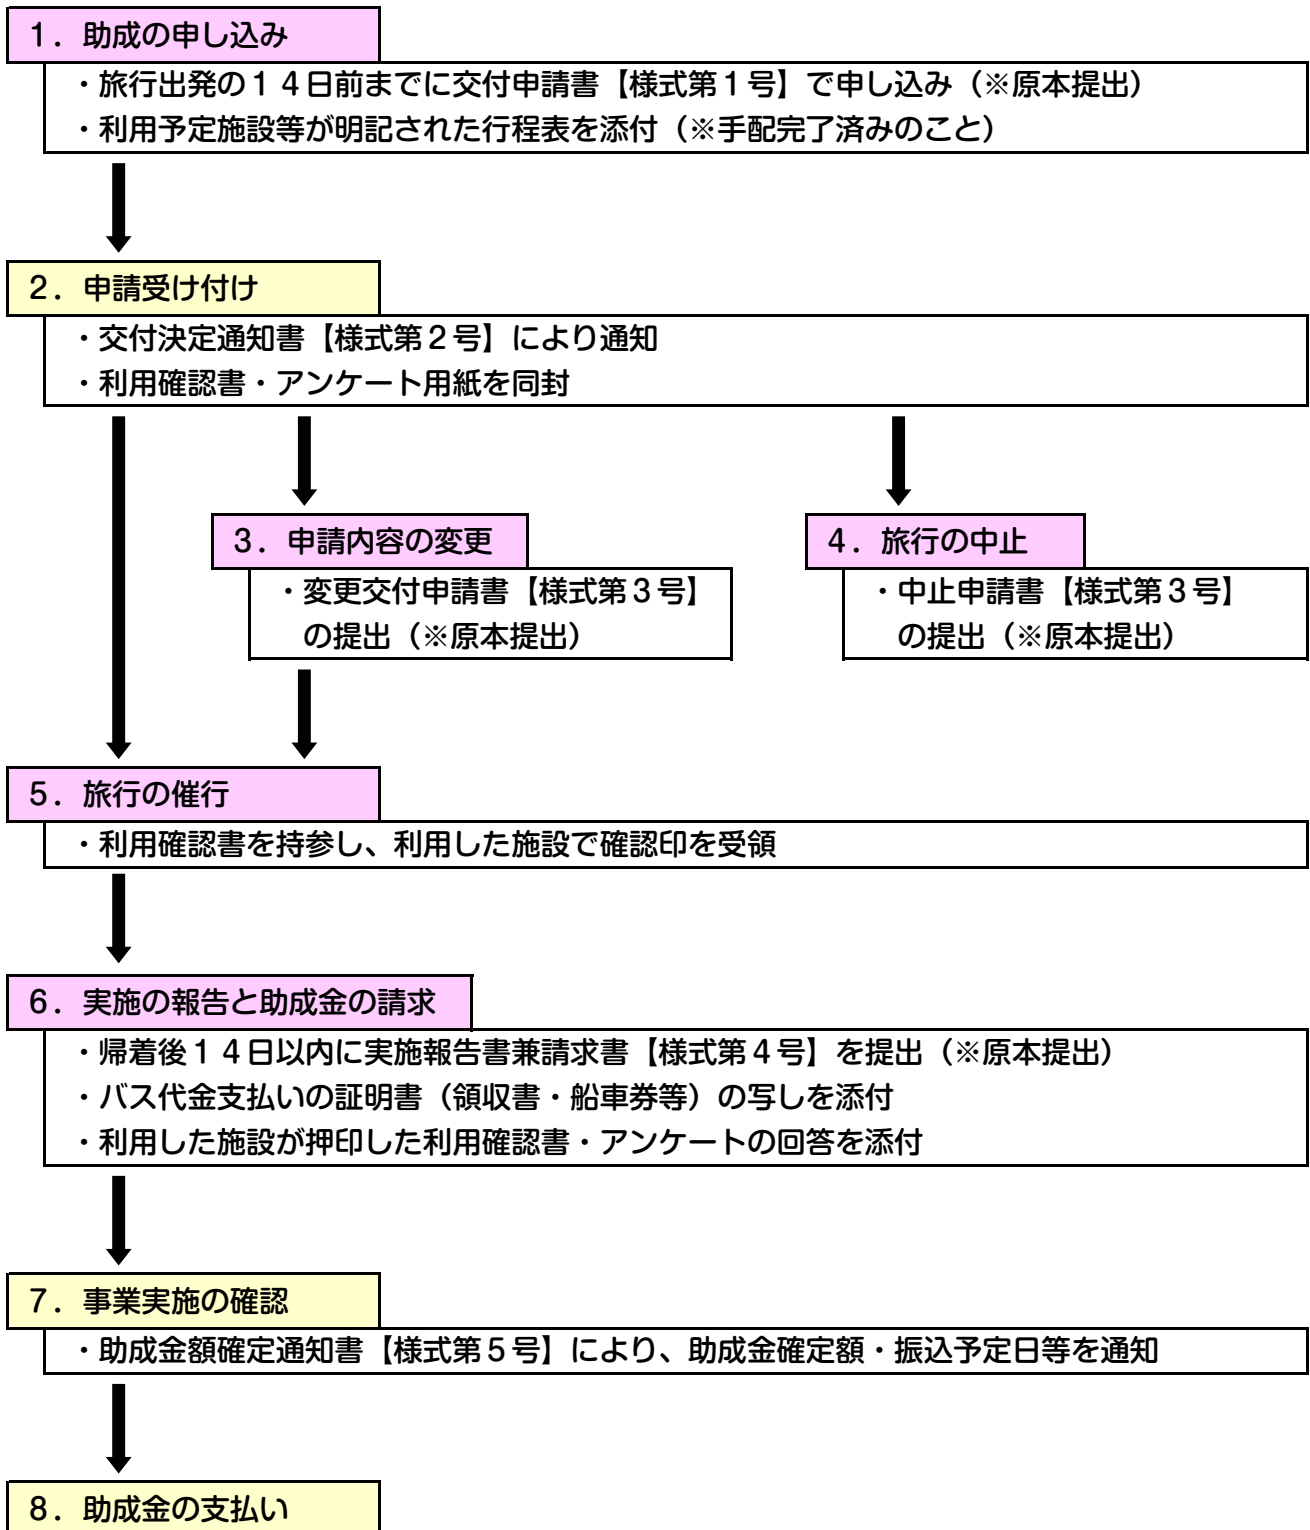 １．助成の申し込み
・旅行出発の１４日前までに交付申請書【様式第１号】で申し込み（※原本提出）
・利用予定施設等が明記された行程表を添付（※手配完了済みのこと）
２．申請受け付け
・交付決定通知書【様式第２号】により通知
・利用確認書・アンケート用紙を同封
３．申請内容の変更
・変更交付申請書【様式第３号】
の提出（※原本提出）
４．旅行の中止
・中止申請書【様式第３号】
の提出（※原本提出）
５．旅行の催行
・利用確認書を持参し、利用した施設で確認印を受領
６．実施の報告と助成金の請求
・帰着後１４日以内に実施報告書兼請求書【様式第４号】を提出（※原本提出）
・バス代金支払いの証明書（領収書・船車券等）の写しを添付
・利用した施設が押印した利用確認書・アンケートの回答を添付
７．事業実施の確認
・助成金額確定通知書【様式第５号】により、助成金確定額・振込予定日等を通知
８．助成金の支払い